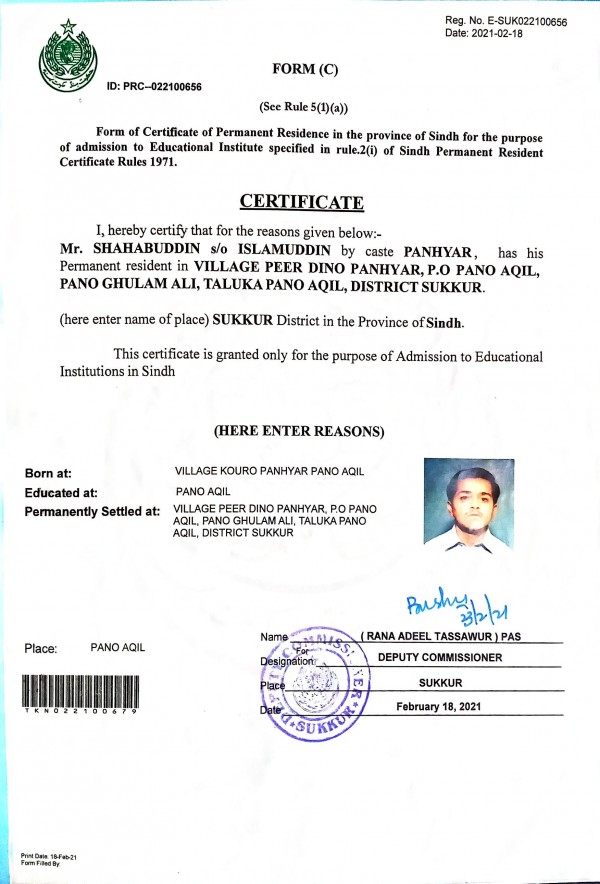 Reg. No. E-SUK022100656
Date: 2021-02-18
ID: PRC--022100656
FORM (C)
(See Rule 5(1)(a))
Form of Certificate of Permanent Residence in the province of Sindh for the purpose
of admission to Educational Institute specified in rule.2(i) of Sindh Permanent Resident
Certificate Rules 1971.
CERTIFICATE
I, hereby certify that for the reasons given below:-
Mr. SHAHABUDDIN s/o ISLAMUDDIN by caste PANHYAR, has his
Permanent resident in VILLAGE PEER DINO PANHYAR, P.O PANO AQIL,
PANO GHULAM ALI, TALUKA PANO AQIL, DISTRICT SUKKUR.
(here enter name of place) SUKKUR District in the Province of Sindh.
This certificate is granted only for the purpose of Admission to Educational
Institutions in Sindh
(HERE ENTER REASONS)
Born at: VILLAGE KOURO PANHYAR PANO AQIL
Educated at: PANO AQIL
Permanently Settled at: VILLAGE PEER DINO PANHYAR, P.O PANO
AQIL, PANO GHULAM ALI, TALUKA PANO
AQIL, DISTRICT SUKKUR
23/2/21
Name (RANA ADEEL TASSAWUR) PAS
For
Designation DEPUTY COMMISSIONER
Place SUKKUR
Date February 18, 2021
DEPUTY COMMISSIONER
SUKKUR
Place: PANO AQIL
TKN022100679
Print Date: 18-Feb-21
Form Filled By: